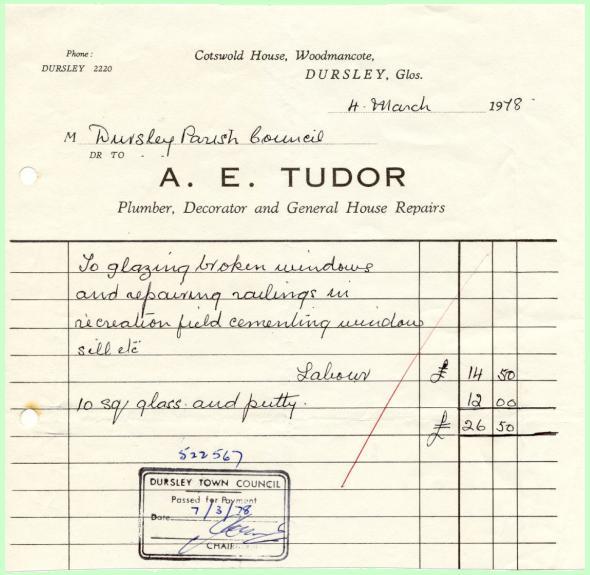 Phone:
DURSLEY 2220
Cotswold House, Woodmancote,
DURSLEY, Glos.
4. March 1978
M Dursley Parish Council
DR TO
A. E. TUDOR
Plumber, Decorator and General House Repairs
To glazing broken windows
and repairing railings in
recreation field cementing window
sill etc
Labour £ 14 50
10 sq/ glass. and putty. 12 00
£ 26 50
522567
DURSLEY TOWN COUNCIL
Passed for Payment
Date 7/3/78